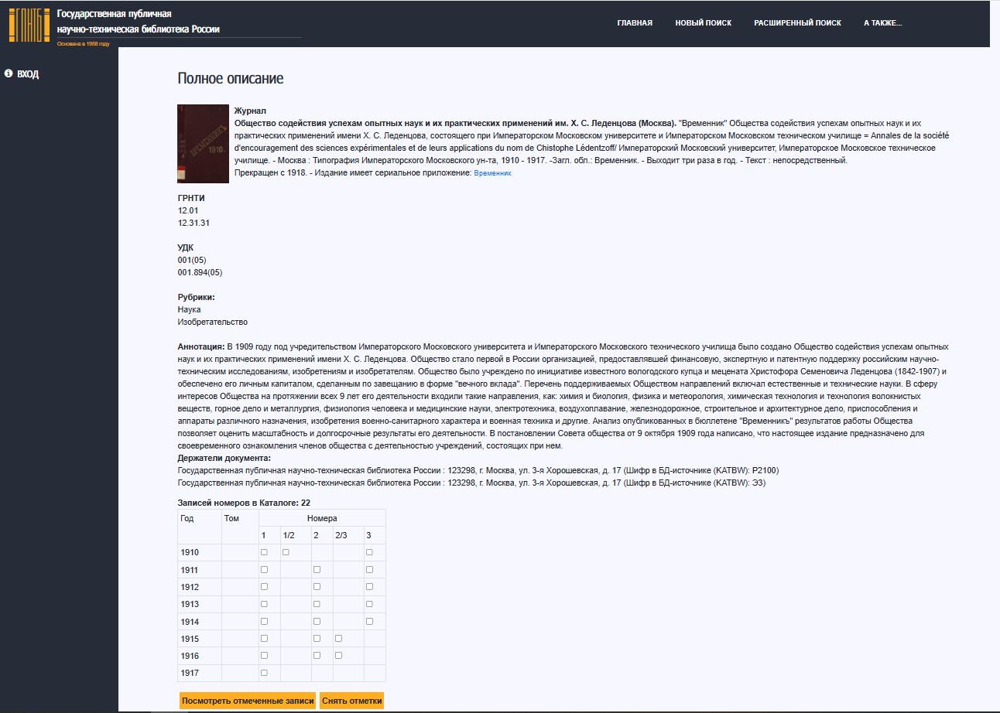 ГПНТБ
Государственная публичная
научно-техническая библиотека России
Основана в 1958 году
ГЛАВНАЯ НОВЫЙ ПОИСК РАСШИРЕННЫЙ ПОИСК А ТАКЖЕ...
ВХОД
Полное описание
ВРЕМЕННИКЪ
1910.
Журнал
Общество содействия успехам опытных наук и их практических применений им. Х. С. Леденцова (Москва). "Временник" Общества содействия успехам опытных наук и их
практических применений имени Х. С. Леденцова, состоящего при Императорском Московском университете и Императорском Московском техническом училище = Annales de la société
d'encouragement des sciences expérimentales et de leurs applications du nom de Chistophe Lédentzoff/ Императорский Московский университет, Императорское Московское техническое
училище. - Москва : Типография Императорского Московского ун-та, 1910 - 1917. -Загл. обл.: Временник. - Выходит три раза в год. - Текст : непосредственный.
Прекращен с 1918. - Издание имеет сериальное приложение: Временник
ГРНТИ
12.01
12.31.31
УДК
001(05)
001.894(05)
Рубрики:
Наука
Изобретательство
Аннотация: В 1909 году под учредительством Императорского Московского университета и Императорского Московского технического училища было создано Общество содействия успехам опытных
наук и их практических применений имени Х. С. Леденцова. Общество стало первой в России организацией, предоставлявшей финансовую, экспертную и патентную поддержку российским научно-
техническим исследованиям, изобретениям и изобретателям. Общество было учреждено по инициативе известного вологодского купца и мецената Христофора Семеновича Леденцова (1842-1907) и
обеспечено его личным капиталом, сделанным по завещанию в форме "вечного вклада". Перечень поддерживаемых Обществом направлений включал естественные и технические науки. В сферу
интересов Общества на протяжении всех 9 лет его деятельности входили такие направления, как: химия и биология, физика и метеорология, химическая технология и технология волокнистых
веществ, горное дело и металлургия, физиология человека и медицинские науки, электротехника, воздухоплавание, железнодорожное, строительное и архитектурное дело, приспособления и
аппараты различного назначения, изобретения военно-санитарного характера и военная техника и другие. Анализ опубликованных в бюллетене "Временникъ" результатов работы Общества
позволяет оценить масштабность и долгосрочные результаты его деятельности. В постановлении Совета общества от 9 октября 1909 года написано, что настоящее издание предназначено для
своевременного ознакомления членов общества с деятельностью учреждений, состоящих при нем.
Держатели документа:
Государственная публичная научно-техническая библиотека России : 123298, г. Москва, ул. 3-я Хорошевская, д. 17 (Шифр в БД-источнике (KATBW): Р2100)
Государственная публичная научно-техническая библиотека России : 123298, г. Москва, ул. 3-я Хорошевская, д. 17 (Шифр в БД-источнике (KATBW): Э3)
Записей номеров в Каталоге: 22
Год Том Номера
1 1/2 2 2/3 3
1910
1911
1912
1913
1914
1915
1916
1917
Посмотреть отмеченные записи Снять отметки